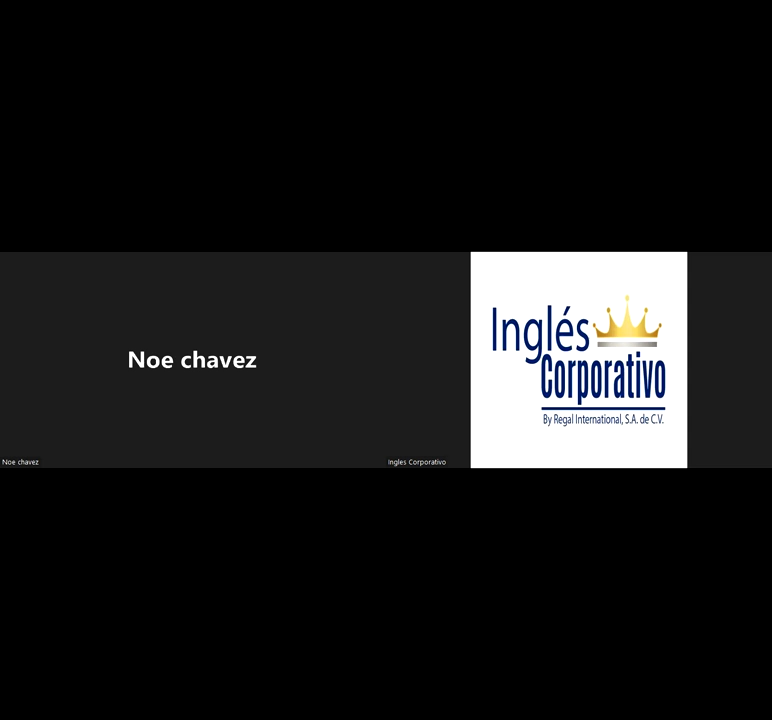 Noe chavez
Noe chavez
Inglés
Corporativo
By Regal International, S.A. de C.V.
Ingles Corporativo